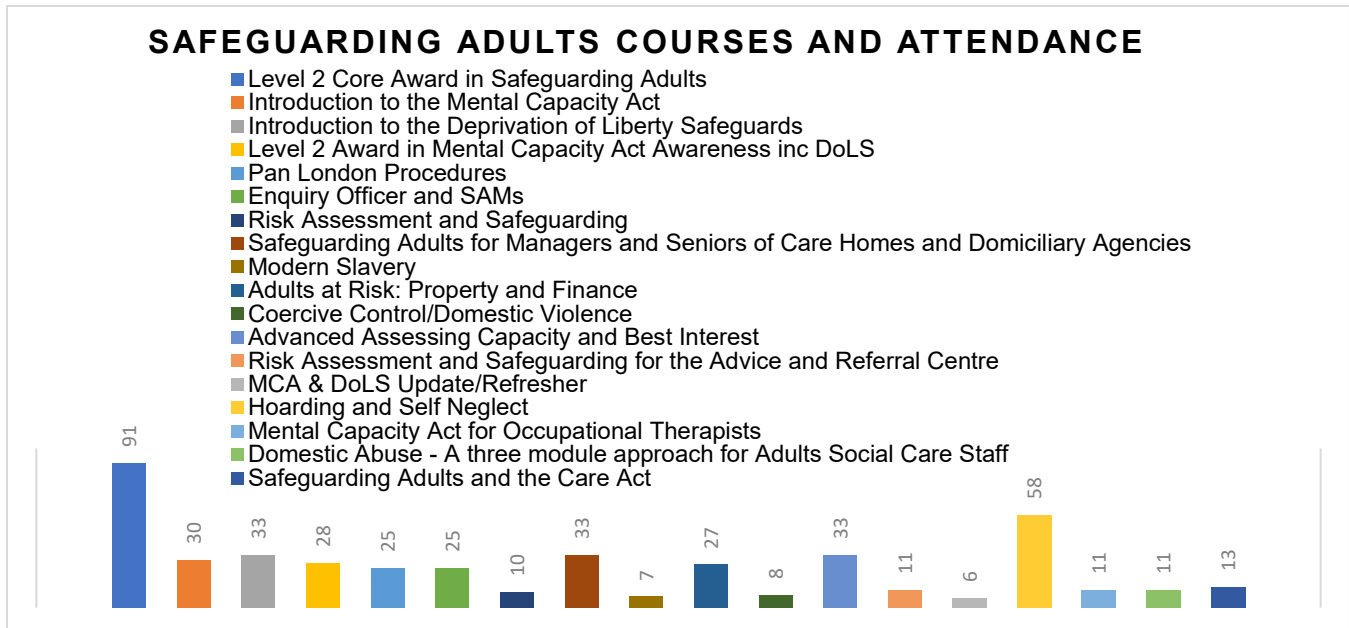 SAFEGUARDING ADULTS COURSES AND ATTENDANCE
Level 2 Core Award in Safeguarding Adults
Introduction to the Mental Capacity Act
Introduction to the Deprivation of Liberty Safeguards
Level 2 Award in Mental Capacity Act Awareness inc DoLS
Pan London Procedures
Enquiry Officer and SAMs
Risk Assessment and Safeguarding
Safeguarding Adults for Managers and Seniors of Care Homes and Domiciliary Agencies
Modern Slavery
Adults at Risk: Property and Finance
Coercive Control/Domestic Violence
Advanced Assessing Capacity and Best Interest
Risk Assessment and Safeguarding for the Advice and Referral Centre
MCA & DoLS Update/Refresher
Hoarding and Self Neglect
Mental Capacity Act for Occupational Therapists
Domestic Abuse - A three module approach for Adults Social Care Staff
Safeguarding Adults and the Care Act
91
30
33
28
25
25
10
33
7
27
8
33
11
6
58
11
11
13